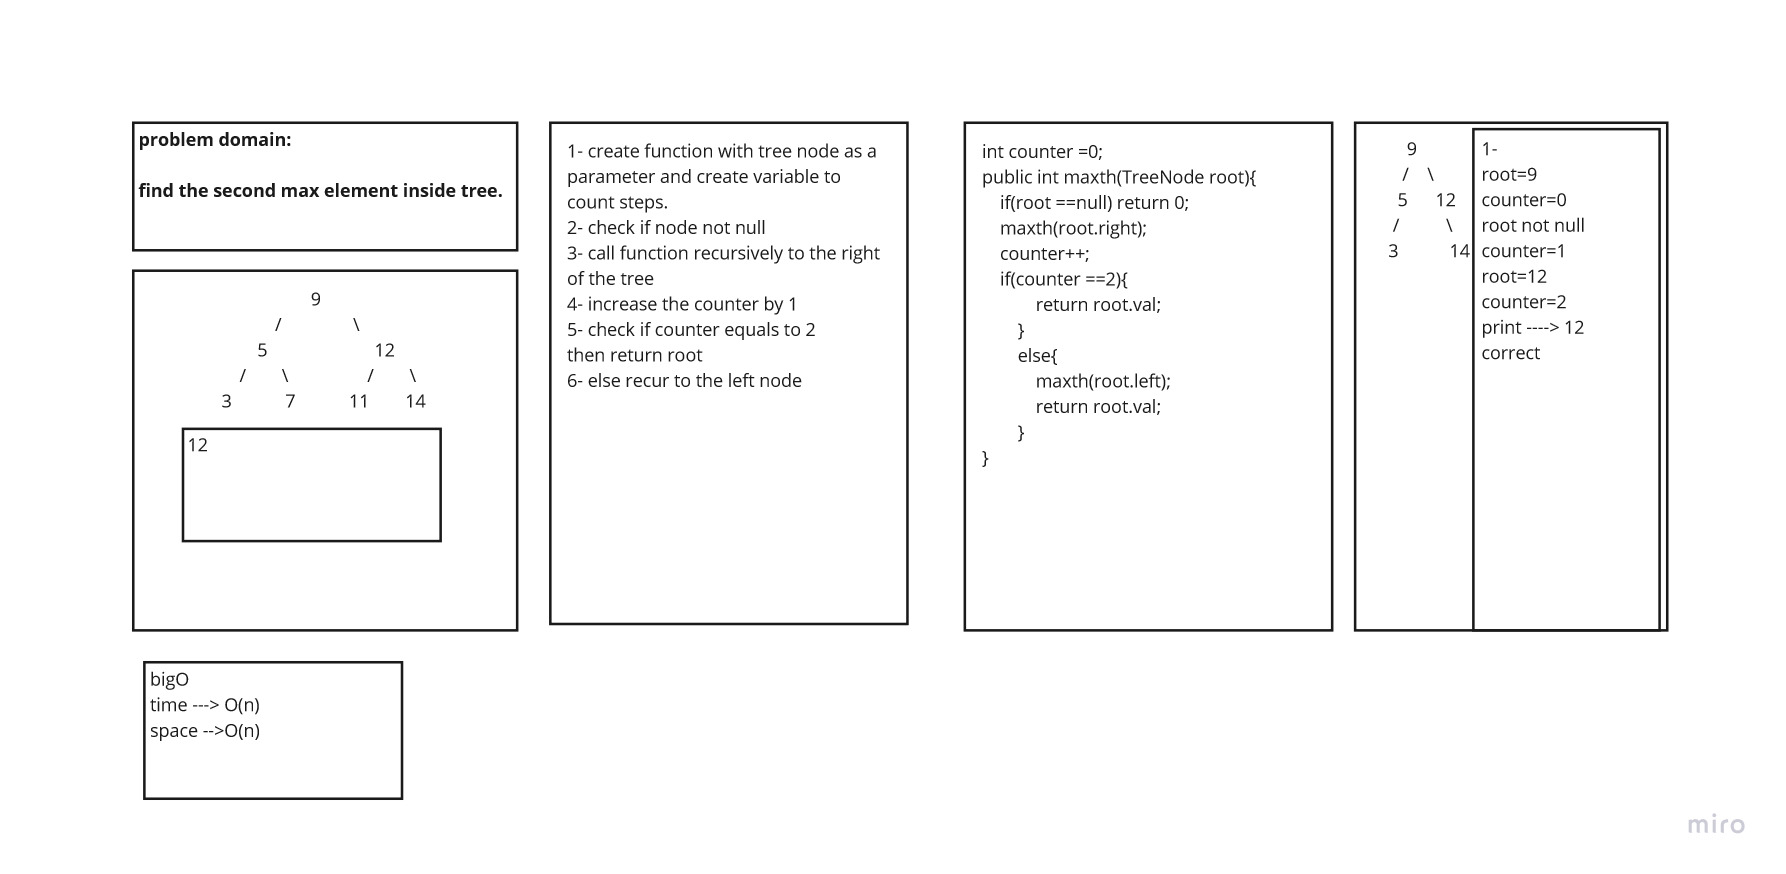 problem domain:
find the second max element inside tree.
9
/ \
5 12
/ \ / \
3 7 11 14
12
bigO
time ---> O(n)
space -->O(n)
1- create function with tree node as a
parameter and create variable to
count steps.
2- check if node not null
3- call function recursively to the right
of the tree
4- increase the counter by 1
5- check if counter equals to 2
then return root
6- else recur to the left node
int counter =0;
public int maxth(TreeNode root){
if(root ==null) return 0;
maxth(root.right);
counter++;
if(counter ==2){
return root.val;
}
else{
maxth(root.left);
return root.val;
}
}
9
/ \
5 12
/ \
3 14
1-
root=9
counter=0
root not null
counter=1
root=12
counter=2
print ----> 12
correct
miro